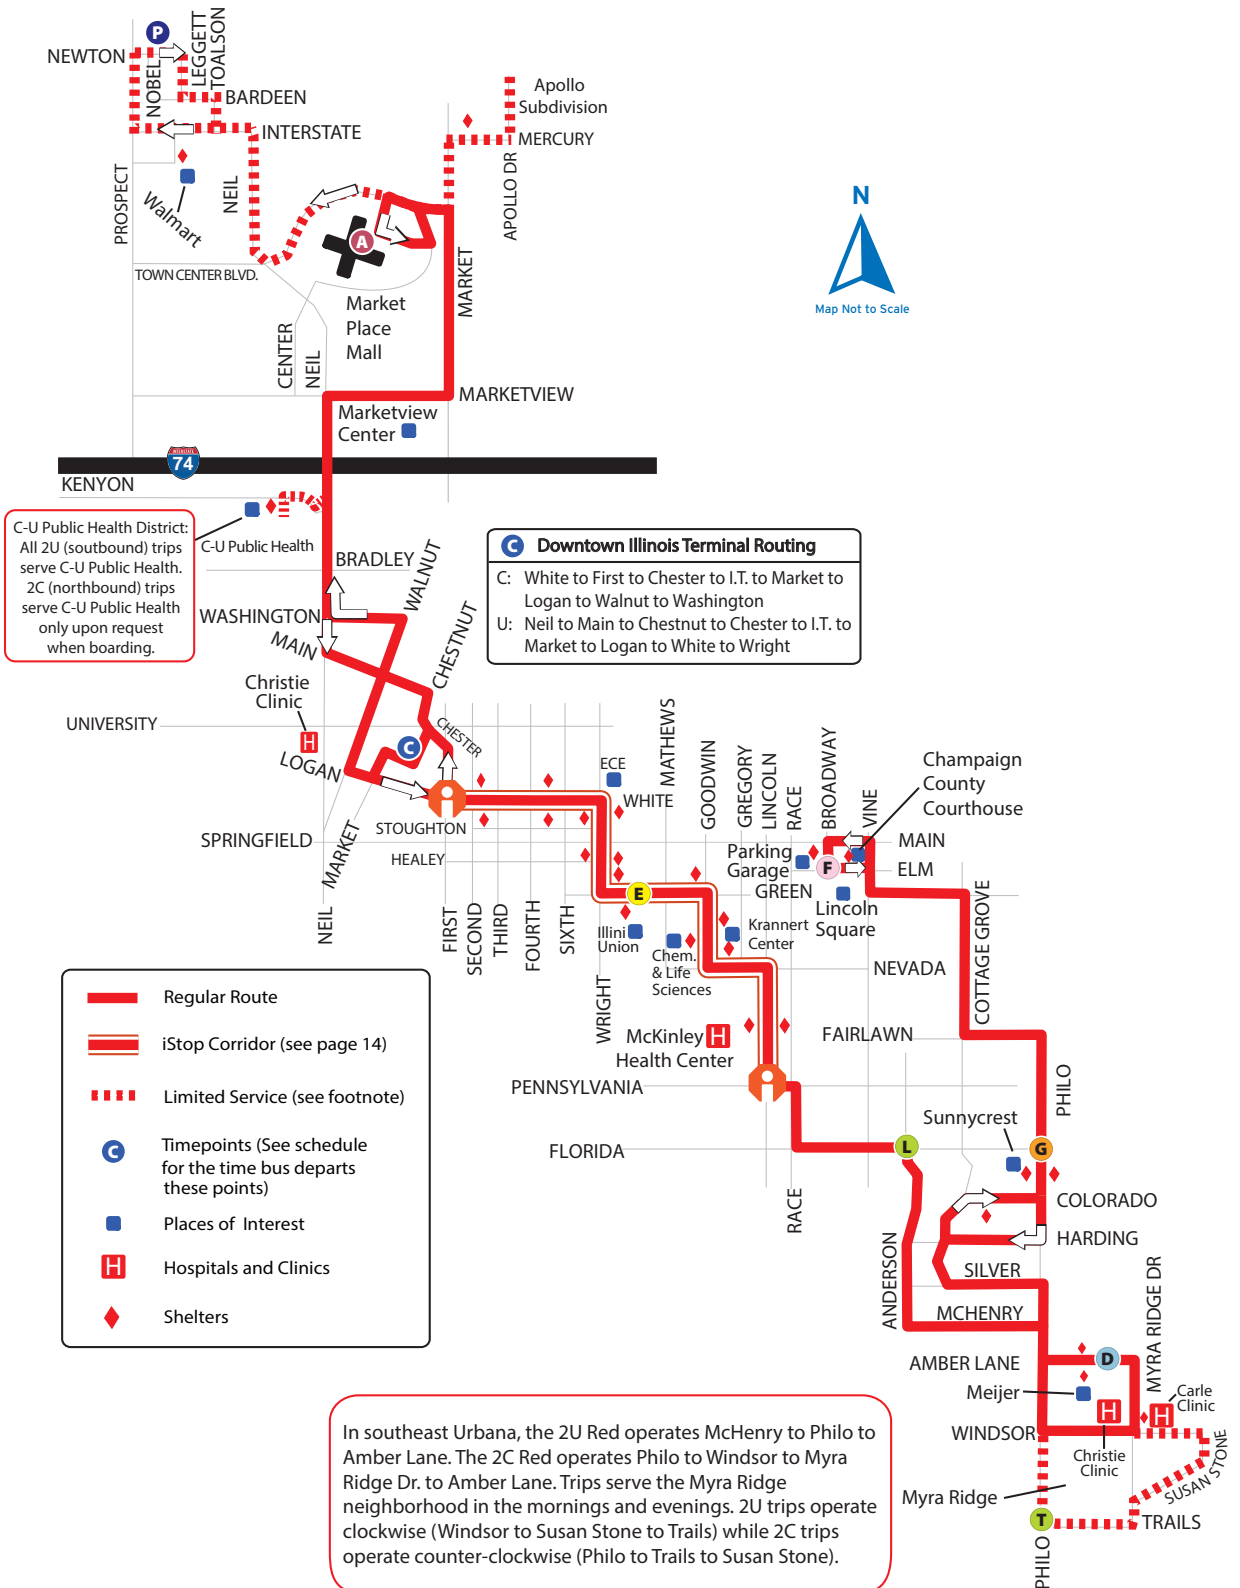 P
NEWTON
NOBEL
LEGGETT
TOALSON
BARDEEN
INTERSTATE
Apollo
Subdivision
MERCURY
APOLLO DR
PROSPECT
Walmart
NEIL
A
TOWN CENTER BLVD.
MARKET
Market
Place
Mall
CENTER
NEIL
MARKETVIEW
Marketview
Center
N
Map Not to Scale
INTERSTATE
74
KENYON
C-U Public Health District:
All 2U (soutbound) trips
serve C-U Public Health.
2C (northbound) trips
serve C-U Public Health
only upon request
when boarding.
C-U Public Health
BRADLEY
WALNUT
WASHINGTON
MAIN
CHESTNUT
C Downtown Illinois Terminal Routing
C: White to First to Chester to I.T. to Market to
Logan to Walnut to Washington
U: Neil to Main to Chestnut to Chester to I.T. to
Market to Logan to White to Wright
Christie
Clinic
H
UNIVERSITY
LOGAN
C
CHESTER
ECE
WHITE
MATHEWS
GOODWIN
GREGORY
LINCOLN
RACE
BROADWAY
VINE
Champaign
County
Courthouse
SPRINGFIELD
MARKET
STOUGHTON
HEALEY
NEIL
FIRST
SECOND
THIRD
FOURTH
SIXTH
WRIGHT
E
Illini
Union
Chem.
& Life
Sciences
Krannert
Center
Parking
Garage
GREEN
F
MAIN
ELM
Lincoln
Square
NEVADA
COTTAGE GROVE
FAIRLAWN
McKinley
Health Center
H
PENNSYLVANIA
FLORIDA
RACE
L
PHILO
Sunnycrest
G
COLORADO
HARDING
ANDERSON
SILVER
MCHENRY
MYRA RIDGE DR
AMBER LANE
D
Meijer
H
H
Carle
Clinic
WINDSOR
Christie
Clinic
SUSAN STONE
Myra Ridge
T
TRAILS
PHILO
Regular Route
iStop Corridor (see page 14)
Limited Service (see footnote)
C
Timepoints (See schedule
for the time bus departs
these points)
Places of Interest
H
Hospitals and Clinics
Shelters
In southeast Urbana, the 2U Red operates McHenry to Philo to
Amber Lane. The 2C Red operates Philo to Windsor to Myra
Ridge Dr. to Amber Lane. Trips serve the Myra Ridge
neighborhood in the mornings and evenings. 2U trips operate
clockwise (Windsor to Susan Stone to Trails) while 2C trips
operate counter-clockwise (Philo to Trails to Susan Stone).